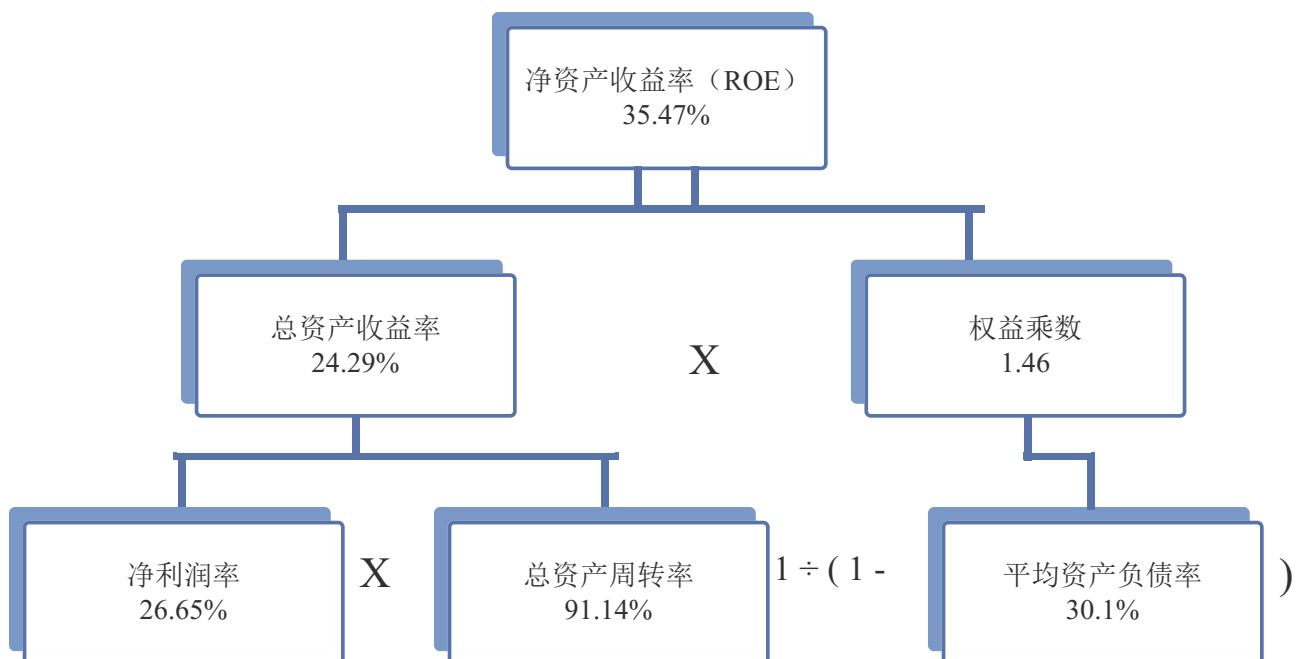 净资产收益率（ROE）
35.47%
总资产收益率
24.29%
X
权益乘数
1.46
净利润率
26.65%
X
总资产周转率
91.14%
1 ÷ ( 1 -
平均资产负债率
30.1%
)